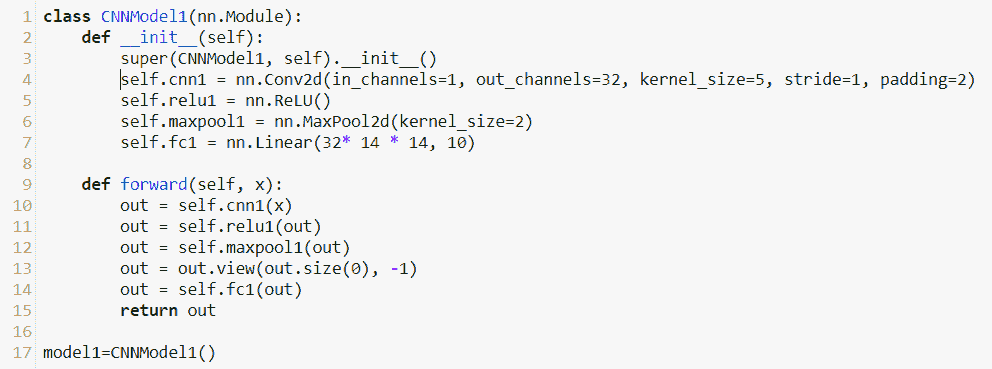 1 class CNNModel1(nn.Module):
2     def __init__(self):
3         super(CNNModel1, self).__init__()
4         self.cnn1 = nn.Conv2d(in_channels=1, out_channels=32, kernel_size=5, stride=1, padding=2)
5         self.relu1 = nn.ReLU()
6         self.maxpool1 = nn.MaxPool2d(kernel_size=2)
7         self.fc1 = nn.Linear(32* 14 * 14, 10)
8
9     def forward(self, x):
10         out = self.cnn1(x)
11         out = self.relu1(out)
12         out = self.maxpool1(out)
13         out = out.view(out.size(0), -1)
14         out = self.fc1(out)
15         return out
16
17 model1=CNNModel1()